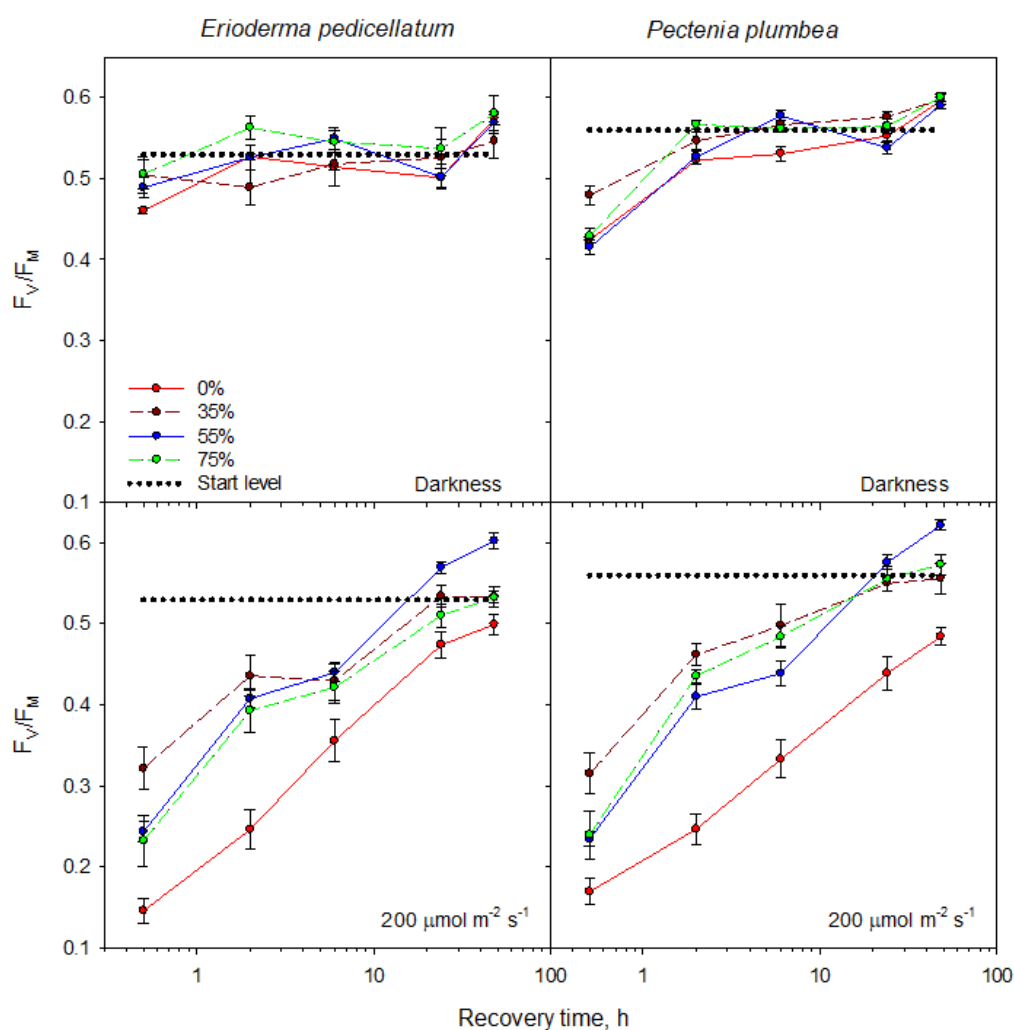 Erioderma pedicellatum
Pectenia plumbea
0.6
0.5
0.4
0.3
0.2
0.1
FV/FM
0%
35%
55%
75%
Start level
Darkness
Darkness
0.6
0.5
0.4
0.3
0.2
0.1
FV/FM
200 μmol m-2 s-1
200 μmol m-2 s-1
1
10
100
1
10
100
Recovery time, h